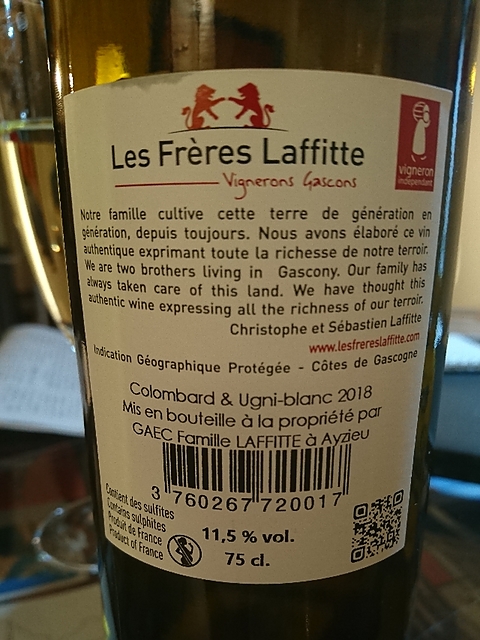 Les Frères Laffitte
Vignerons Gascons
vigneron
indépendant
Notre famille cultive cette terre de génération en
génération, depuis toujours. Nous avons élaboré ce vin
authentique exprimant toute la richesse de notre terroir.
We are two brothers living in Gascony. Our family has
always taken care of this land. We have thought this
authentic wine expressing all the richness of our terroir.
Christophe et Sébastien Laffitte
www.lesfrereslaffitte.com
Indication Géographique Protégée - Côtes de Gascogne
Colombard & Ugni-blanc 2018
Mis en bouteille à la propriété par
GAEC Famille LAFFITTE à Ayzieu
3 760267 720017
Contient des sulfites
Contains sulphites
Produit de France
Product of France
11,5 % vol.
75 cl.